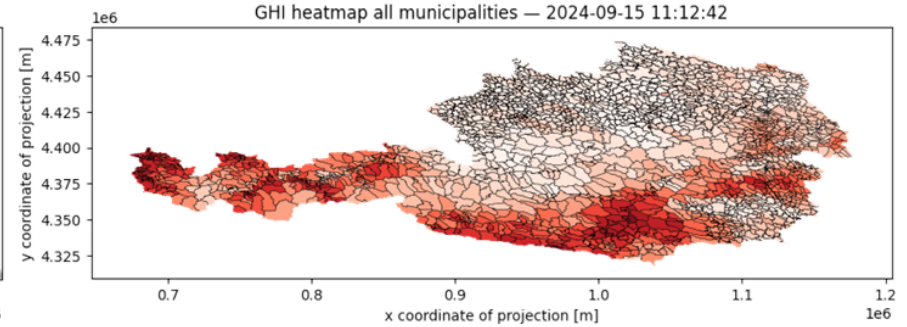 GHI heatmap all municipalities — 2024-09-15 11:12:42
1e6
y coordinate of projection [m]
4.475
4.450
4.425
4.400
4.375
4.350
4.325
0.7
0.8
0.9
1.0
1.1
1.2
x coordinate of projection [m]
1e6